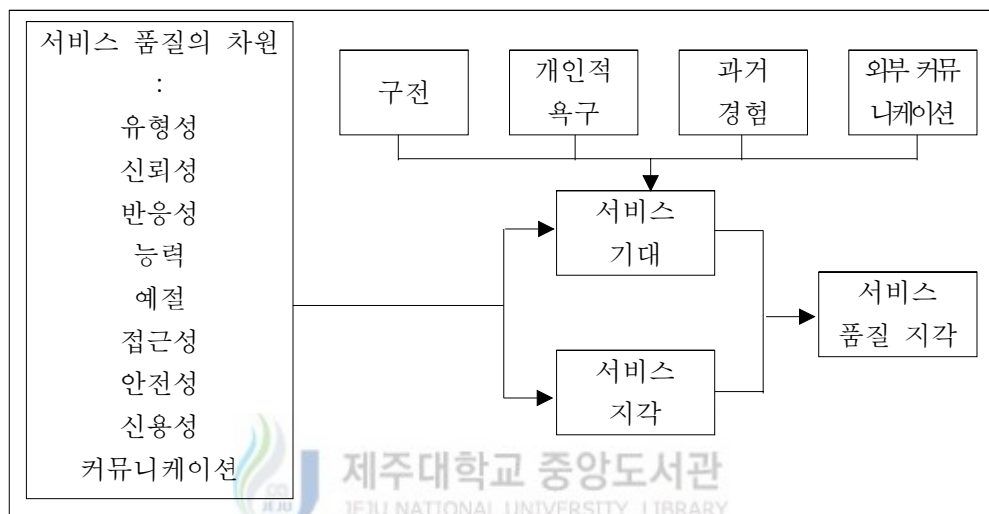 서비스 품질의 차원
:
유형성
신뢰성
반응성
능력
예절
접근성
안전성
신용성
커뮤니케이션
구전
개인적
욕구
과거
경험
외부 커뮤
니케이션
서비스
기대
서비스
지각
서비스
품질 지각
제주대학교 중앙도서관
JEJU NATIONAL UNIVERSITY LIBRARY
JEJU